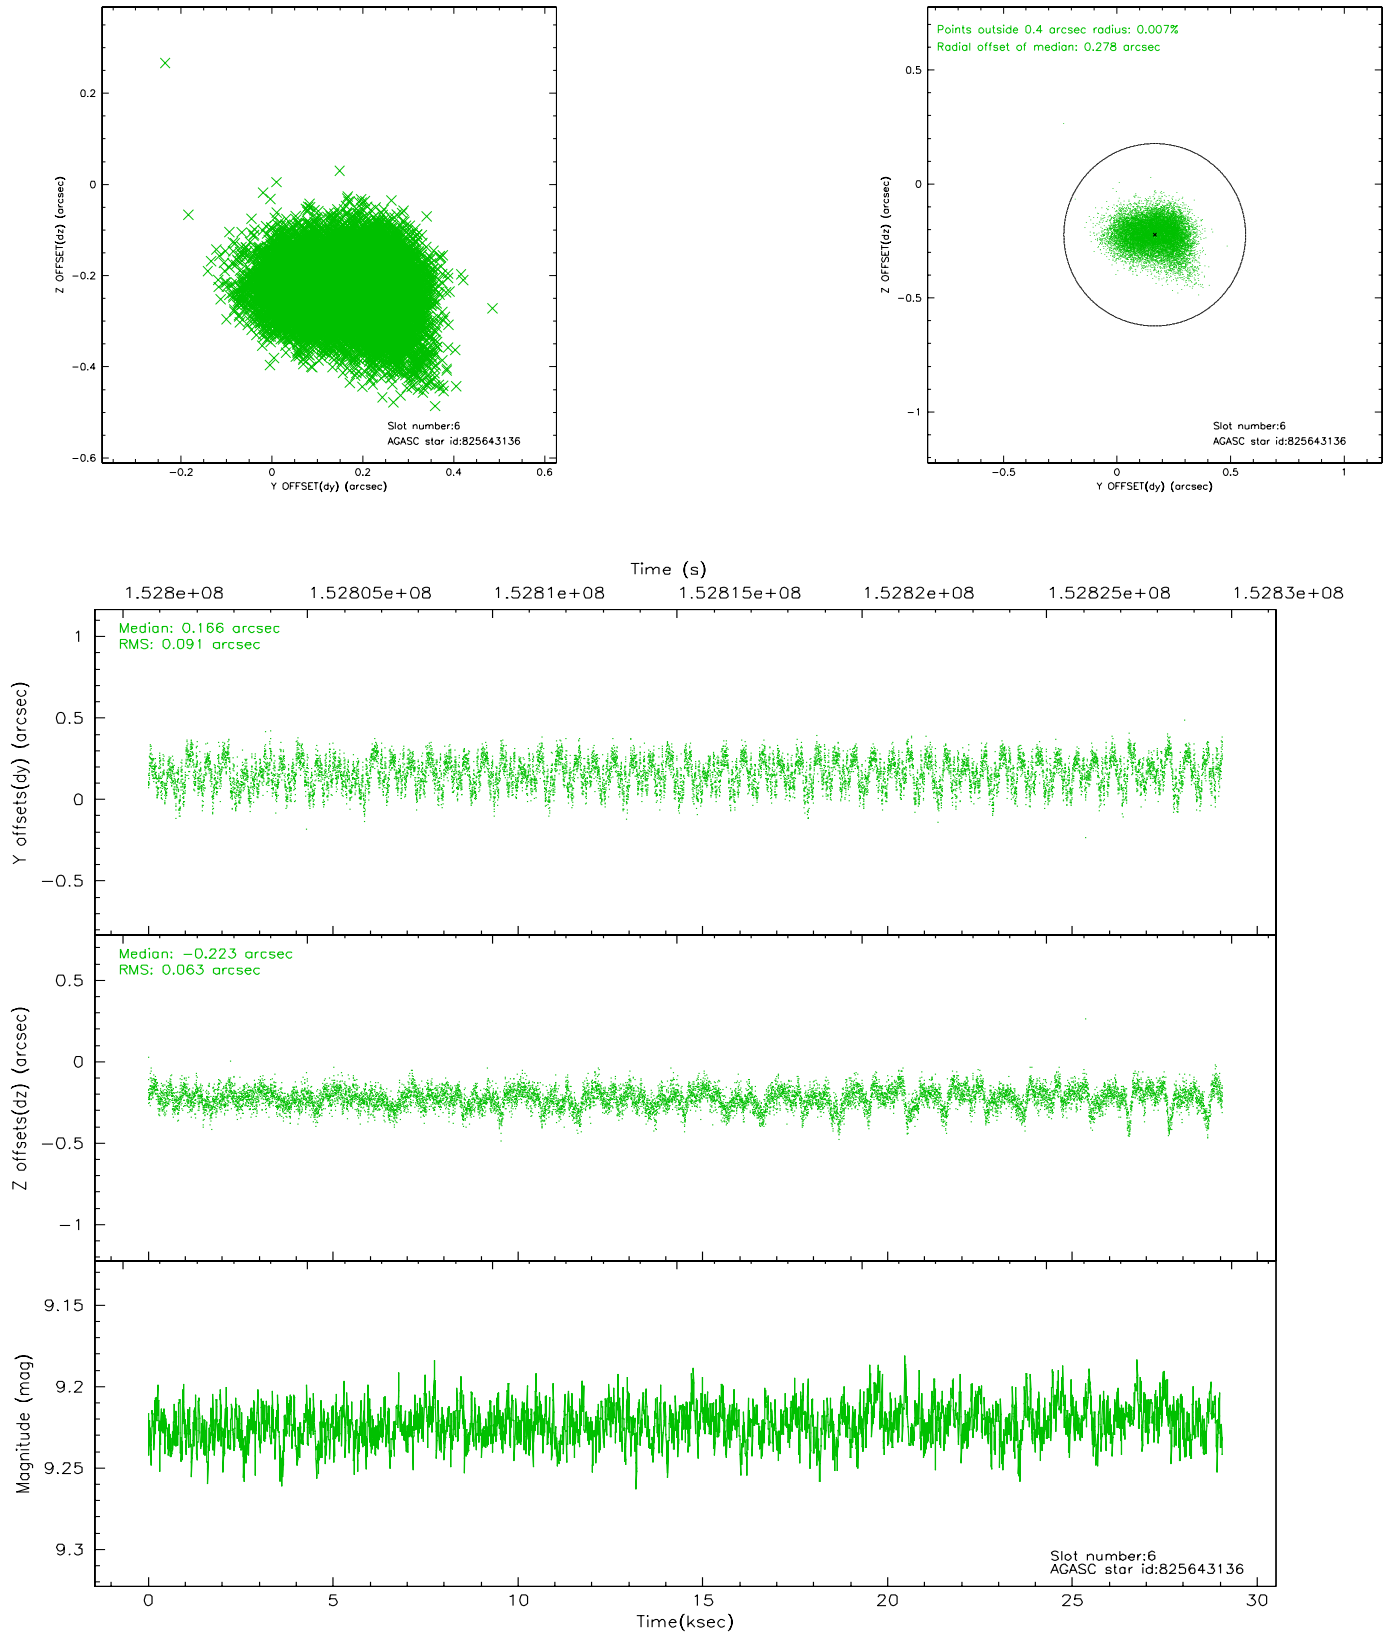 0.2
0
−0.2
−0.4
−0.6
Z OFFSET(dz) (arcsec)
Slot number:6
AGASC star id:825643136
−0.2 0 0.2 0.4 0.6
Y OFFSET(dy) (arcsec)
Points outside 0.4 arcsec radius: 0.007%
Radial offset of median: 0.278 arcsec
0.5
0
−0.5
−1
Z OFFSET(dz) (arcsec)
Slot number:6
AGASC star id:825643136
−0.5 0 0.5 1
Y OFFSET(dy) (arcsec)
Time (s)
1.528e+08 1.52805e+08 1.5281e+08 1.52815e+08 1.5282e+08 1.52825e+08 1.5283e+08
Median: 0.166 arcsec
RMS: 0.091 arcsec
1
0.5
0
−0.5
Y offsets(dy) (arcsec)
Median: −0.223 arcsec
RMS: 0.063 arcsec
0.5
0
−0.5
−1
Z offsets(dz) (arcsec)
9.15
9.2
9.25
9.3
Magnitude (mag)
Slot number:6
AGASC star id:825643136
0 5 10 15 20 25 30
Time(ksec)